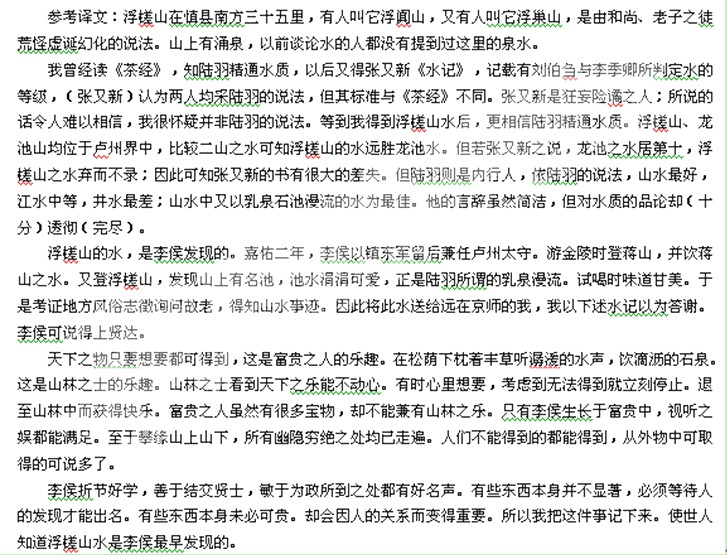 参考译文：浮槎山在慎县南方三十五里，有人叫它浮阗山，又有人叫它浮巢山，是由和尚、老子之徒
荒怪虚诞幻化的说法。山上有涌泉，以前谈论水的人都没有提到过这里的泉水。
我曾经读《茶经》，知陆羽精通水质，以后又得张又新《水记》，记载有刘伯刍与李季卿所判定水的
等级，（张又新）认为两人均采陆羽的说法，但其标准与《茶经》不同。张又新是狂妄险谲之人；所说的
话令人难以相信，我很怀疑并非陆羽的说法。等到我得到浮槎山水后，更相信陆羽精通水质。浮槎山、龙
池山均位于卢州界中，比较二山之水可知浮槎山的水远胜龙池水。但若张又新之说，龙池之水居第十，浮
槎山之水弃而不录；因此可知张又新的书有很大的差失。但陆羽则是内行人，依陆羽的说法，山水最好，
江水中等，井水最差；山水中又以乳泉石池漫流的水为最佳。他的言辞虽然简洁，但对水质的品论却（十
分）透彻（完尽）。
浮槎山的水，是李侯发现的。嘉祐二年，李侯以镇东军留后兼任卢州太守。游金陵时登蒋山，并饮蒋
山之水。又登浮槎山，发现山上有名池，池水涓涓可爱，正是陆羽所谓的乳泉漫流。试喝时味道甘美。于
是考证地方风俗志徵询问故老，得知山水事迹。因此将此水送给远在京师的我，我以下述水记以为答谢。
李侯可说得上贤达。
天下之物只要想要都可得到，这是富贵之人的乐趣。在松荫下枕着丰草听潺湲的水声，饮滴沥的石泉。
这是山林之士的乐趣。山林之士看到天下之乐能不动心。有时心里想要，考虑到无法得到就立刻停止。退
至山林中而获得快乐。富贵之人虽然有很多宝物，却不能兼有山林之乐。只有李侯生长于富贵中，视听之
娱都能满足。至于攀缘山上山下，所有幽隐穷绝之处均已走遍。人们不能得到的都能得到，从外物中可取
得的可说多了。
李侯折节好学，善于结交贤士，敏于为政所到之处都有好名声。有些东西本身并不显著，必须等待人
的发现才能出名。有些东西本身未必可贵。却会因人的关系而变得重要。所以我把这件事记下来。使世人
知道浮槎山水是李侯最早发现的。